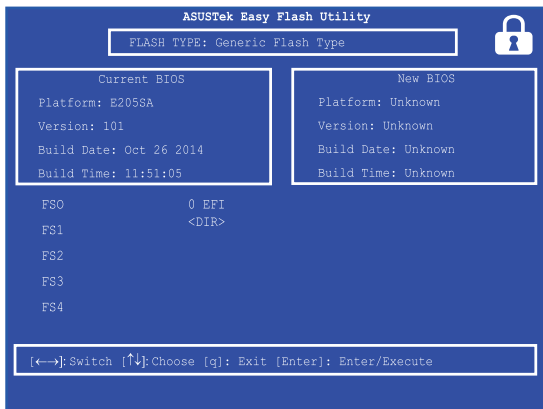 ASUSTek Easy Flash Utility
FLASH TYPE: Generic Flash Type
Current BIOS
Platform: E205SA
Version: 101
Build Date: Oct 26 2014
Build Time: 11:51:05
New BIOS
Platform: Unknown
Version: Unknown
Build Date: Unknown
Build Time: Unknown
FSO 0 EFI
FS1 <DIR>
FS2
FS3
FS4
[←→]: Switch [↑↓]: Choose [q]: Exit [Enter]: Enter/Execute